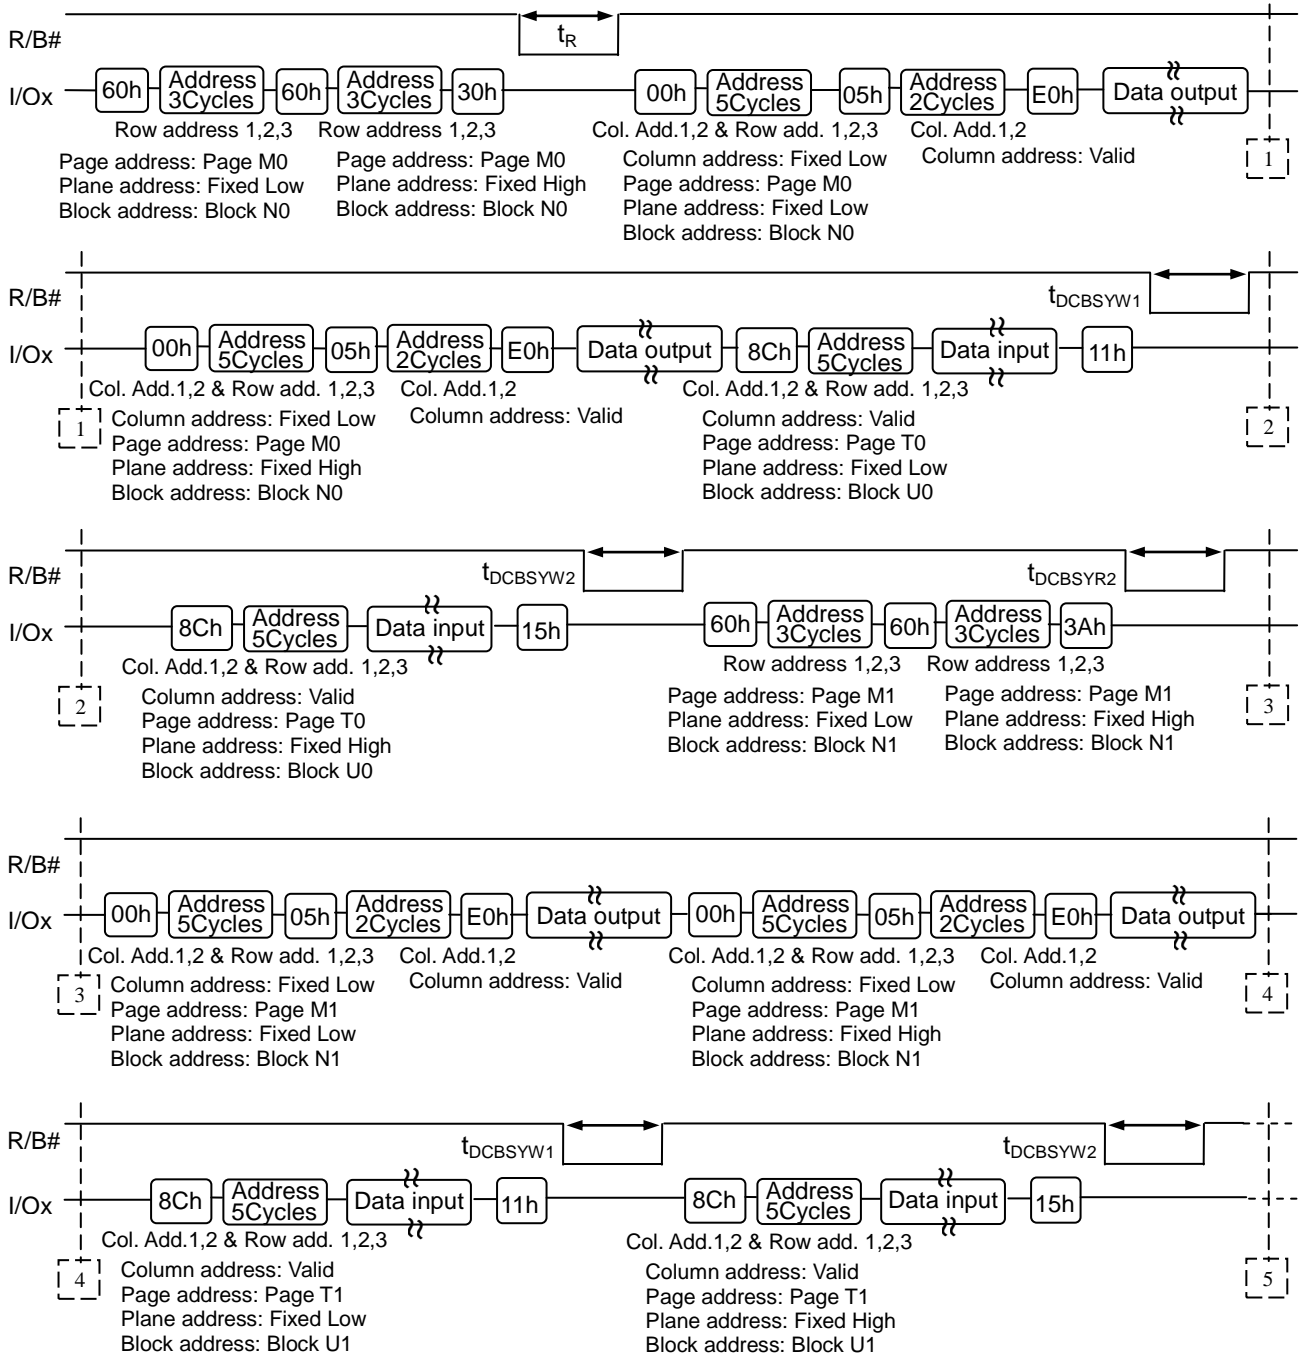 R/B#
tR
I/Ox
60h Address 3Cycles 60h Address 3Cycles 30h 00h Address 5Cycles 05h Address 2Cycles E0h Data output
Row address 1,2,3 Row address 1,2,3 Col. Add.1,2 & Row add. 1,2,3 Col. Add.1,2
Page address: Page M0 Page address: Page M0 Column address: Fixed Low Column address: Valid
Plane address: Fixed Low Plane address: Fixed High Page address: Page M0
Block address: Block N0 Block address: Block N0 Plane address: Fixed Low
Block address: Block N0
1
R/B#
tDCBSYW1
I/Ox
00h Address 5Cycles 05h Address 2Cycles E0h Data output 8Ch Address 5Cycles Data input 11h
Col. Add.1,2 & Row add. 1,2,3 Col. Add.1,2 Col. Add.1,2 & Row add. 1,2,3
1 Column address: Fixed Low Column address: Valid Column address: Valid 2
Page address: Page M0 Page address: Page T0
Plane address: Fixed High Plane address: Fixed Low
Block address: Block N0 Block address: Block U0
R/B#
tDCBSYW2 tDCBSYR2
I/Ox
8Ch Address 5Cycles Data input 15h 60h Address 3Cycles 60h Address 3Cycles 3Ah
Col. Add.1,2 & Row add. 1,2,3 Row address 1,2,3 Row address 1,2,3
2 Column address: Valid Page address: Page M1 Page address: Page M1 3
Page address: Page T0 Plane address: Fixed Low Plane address: Fixed High
Plane address: Fixed High Block address: Block N1 Block address: Block N1
Block address: Block U0
R/B#
I/Ox
00h Address 5Cycles 05h Address 2Cycles E0h Data output 00h Address 5Cycles 05h Address 2Cycles E0h Data output
Col. Add.1,2 & Row add. 1,2,3 Col. Add.1,2 Col. Add.1,2 & Row add. 1,2,3 Col. Add.1,2
3 Column address: Fixed Low Column address: Valid Column address: Fixed Low Column address: Valid 4
Page address: Page M1 Page address: Page M1
Plane address: Fixed Low Plane address: Fixed High
Block address: Block N1 Block address: Block N1
R/B#
tDCBSYW1 tDCBSYW2
I/Ox
8Ch Address 5Cycles Data input 11h 8Ch Address 5Cycles Data input 15h
Col. Add.1,2 & Row add. 1,2,3 Col. Add.1,2 & Row add. 1,2,3
4 Column address: Valid Column address: Valid 5
Page address: Page T1 Page address: Page T1
Plane address: Fixed Low Plane address: Fixed High
Block address: Block U1 Block address: Block U1